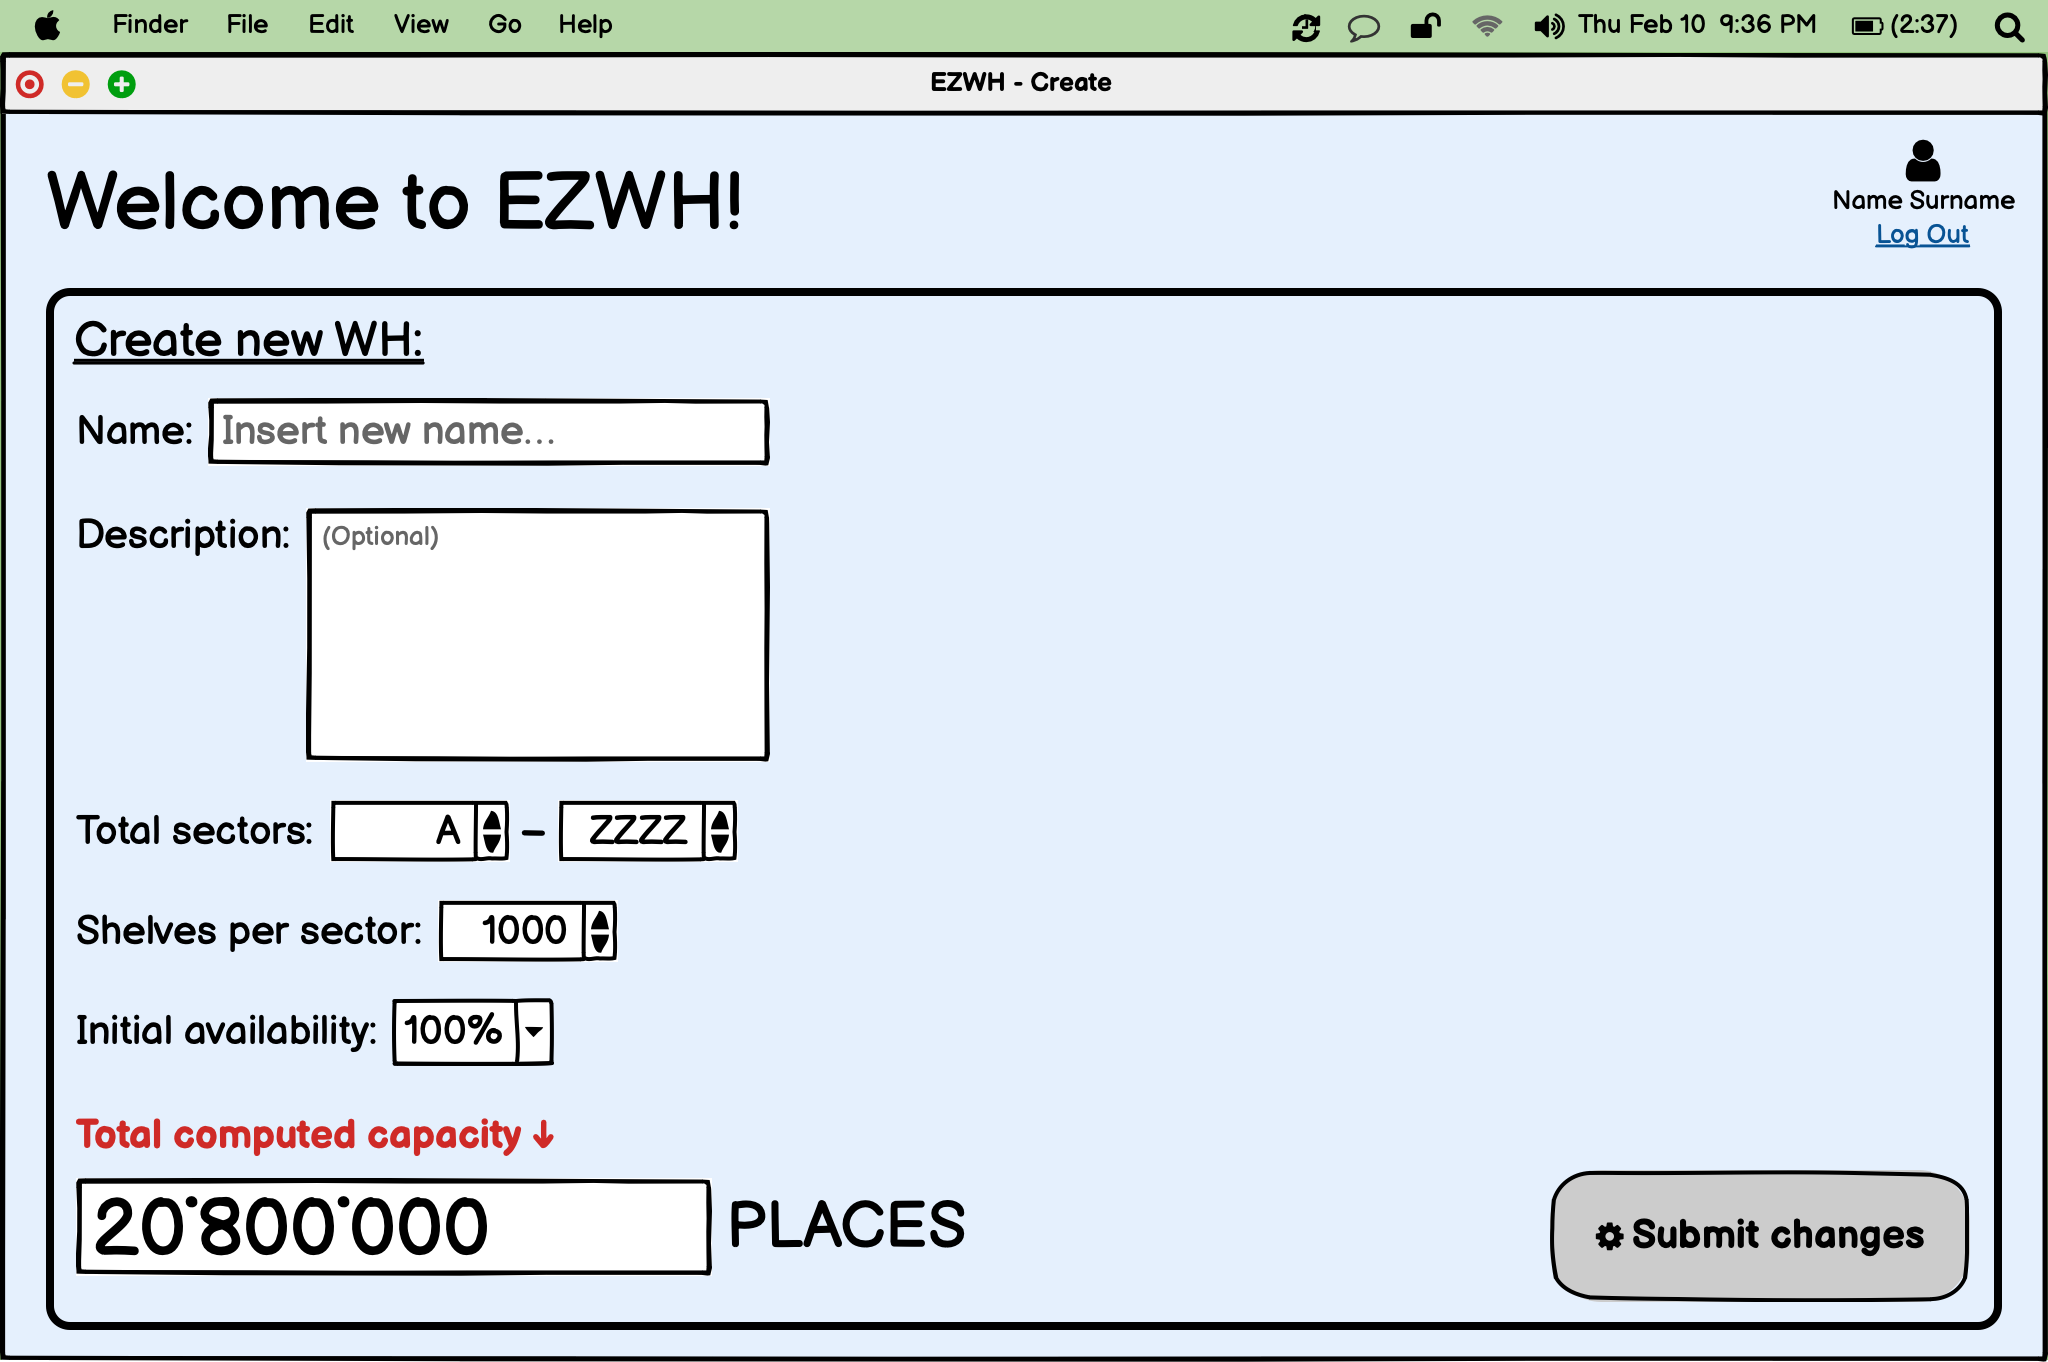 Finder File Edit View Go Help Thu Feb 10 9:36 PM (2:37)
EZWH - Create
Welcome to EZWH!
Name Surname
Log Out
Create new WH:
Name: Insert new name...
Description: (Optional)
Total sectors: A - ZZZZ
Shelves per sector: 1000
Initial availability: 100%
Total computed capacity ↓
20˙800˙000 PLACES
Submit changes